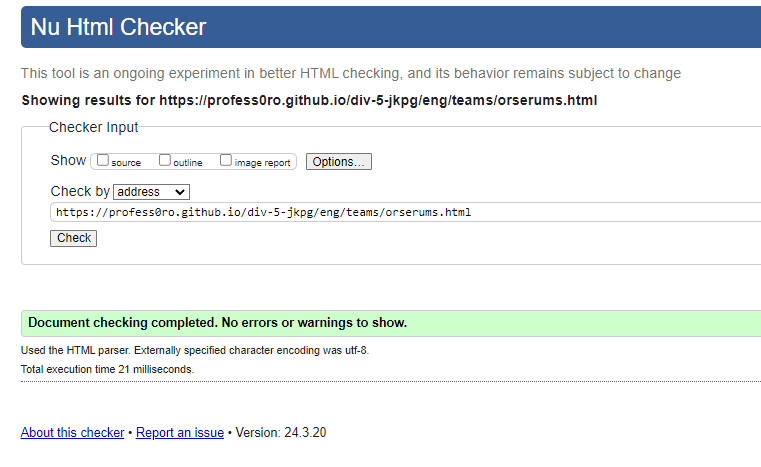 Nu Html Checker
This tool is an ongoing experiment in better HTML checking, and its behavior remains subject to change
Showing results for https://profess0ro.github.io/div-5-jkpg/eng/teams/orserums.html
Checker Input
Show source outline image report Options...
Check by address
https://profess0ro.github.io/div-5-jkpg/eng/teams/orserums.html
Check
Document checking completed. No errors or warnings to show.
Used the HTML parser. Externally specified character encoding was utf-8.
Total execution time 21 milliseconds.
About this checker • Report an issue • Version: 24.3.20